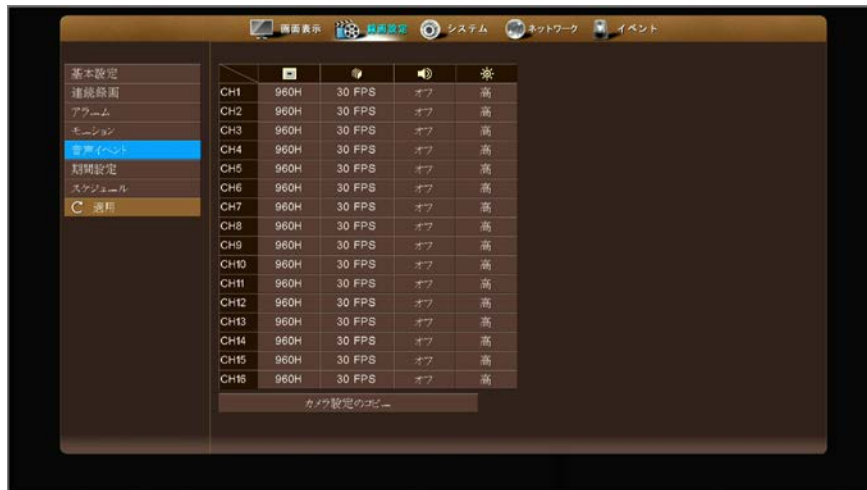 画面表示 録画設定 システム ネットワーク イベント
基本設定
連続録画
アラーム
モーション
音声イベント
期間設定
スケジュール
適用
CH1 960H 30 FPS オフ 高
CH2 960H 30 FPS オフ 高
CH3 960H 30 FPS オフ 高
CH4 960H 30 FPS オフ 高
CH5 960H 30 FPS オフ 高
CH6 960H 30 FPS オフ 高
CH7 960H 30 FPS オフ 高
CH8 960H 30 FPS オフ 高
CH9 960H 30 FPS オフ 高
CH10 960H 30 FPS オフ 高
CH11 960H 30 FPS オフ 高
CH12 960H 30 FPS オフ 高
CH13 960H 30 FPS オフ 高
CH14 960H 30 FPS オフ 高
CH15 960H 30 FPS オフ 高
CH16 960H 30 FPS オフ 高
カメラ設定のコピー